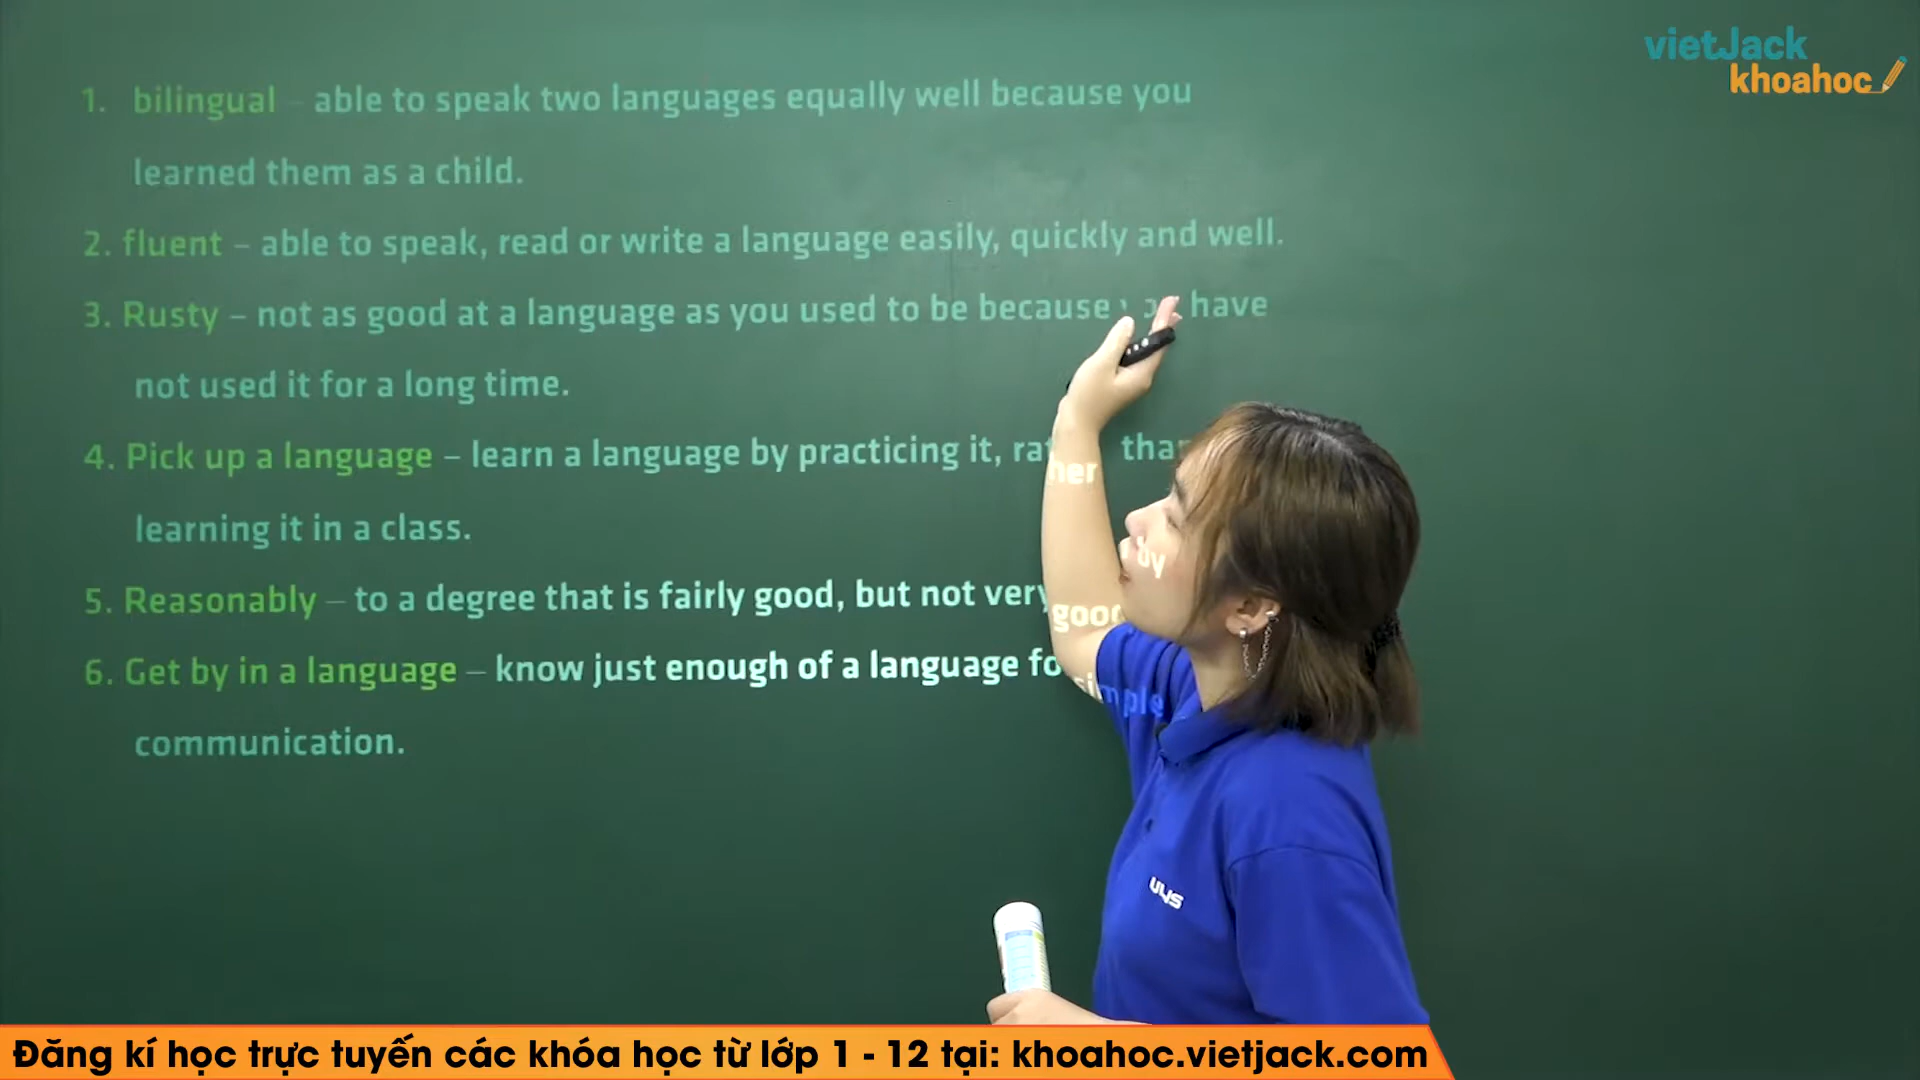 vietJack
khoahoc
1. bilingual – able to speak two languages equally well because you
learned them as a child.
2. fluent – able to speak, read or write a language easily, quickly and well.
3. Rusty – not as good at a language as you used to be because have
not used it for a long time.
4. Pick up a language – learn a language by practicing it, rather than by
learning it in a class.
5. Reasonably – to a degree that is fairly good, but not very good
6. Get by in a language – know just enough of a language simple
communication.
Đăng kí học trực tuyến các khóa học từ lớp 1 - 12 tại: khoahoc.vietjack.com